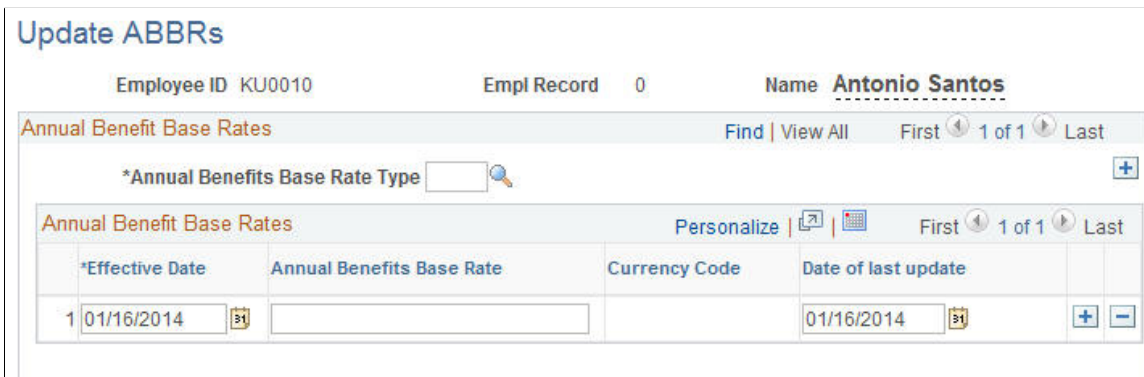 Update ABBRs
Employee ID KU0010 Empl Record 0 Name Antonio Santos
Annual Benefit Base Rates Find | View All First 1 of 1 Last
*Annual Benefits Base Rate Type
Annual Benefit Base Rates Personalize | | First 1 of 1 Last
*Effective Date Annual Benefits Base Rate Currency Code Date of last update
1 01/16/2014 31 01/16/2014 31